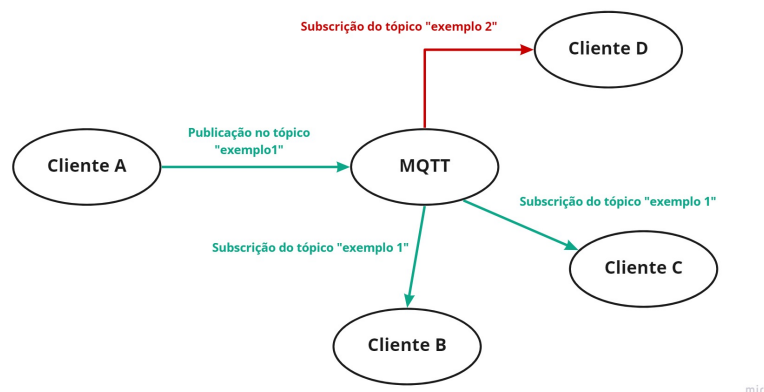 Subscrição do tópico "exemplo 2"
Cliente D
Publicação no tópico
"exemplo1"
Cliente A
MQTT
Subscrição do tópico "exemplo 1"
Subscrição do tópico "exemplo 1"
Cliente C
Cliente B